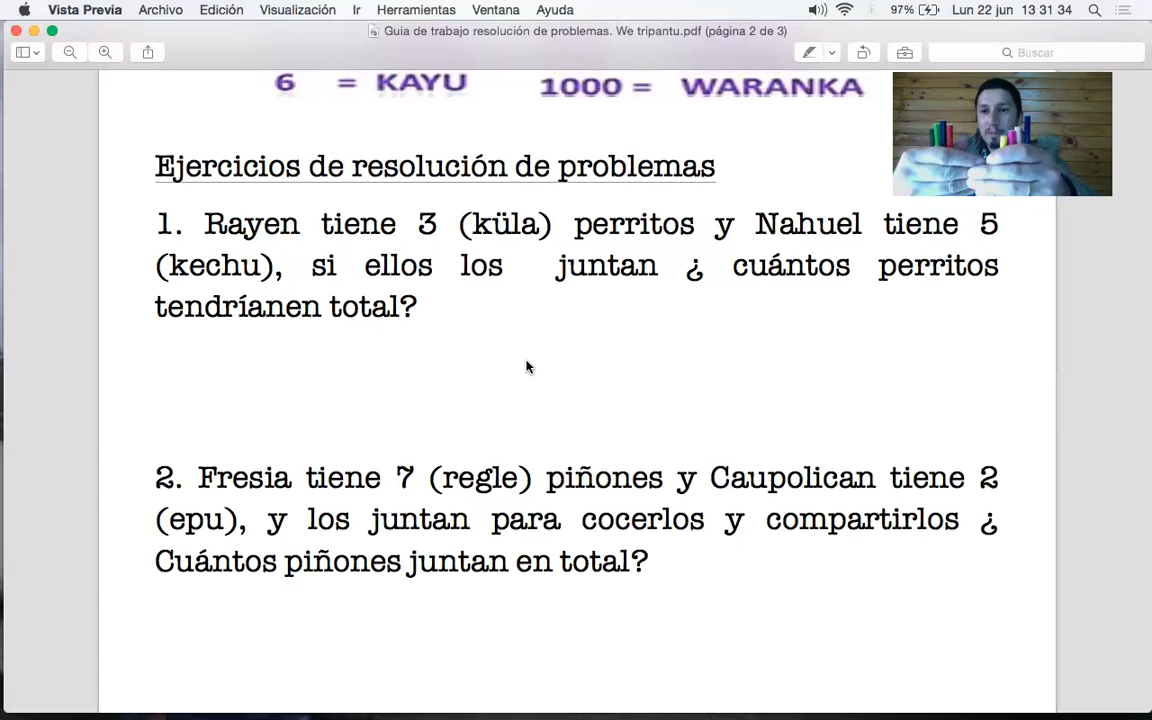 Vista Previa Archivo Edición Visualización Ir Herramientas Ventana Ayuda 97% Lun 22 jun 13 31 34
Guia de trabajo resolución de problemas. We tripantu.pdf (página 2 de 3)
Buscar
6 = KAYU 1000 = WARANKA
Ejercicios de resolución de problemas
1. Rayen tiene 3 (küla) perritos y Nahuel tiene 5
(kechu), si ellos los juntan ¿ cuántos perritos
tendríanen total?
2. Fresia tiene 7 (regle) piñones y Caupolican tiene 2
(epu), y los juntan para cocerlos y compartirlos ¿
Cuántos piñones juntan en total?